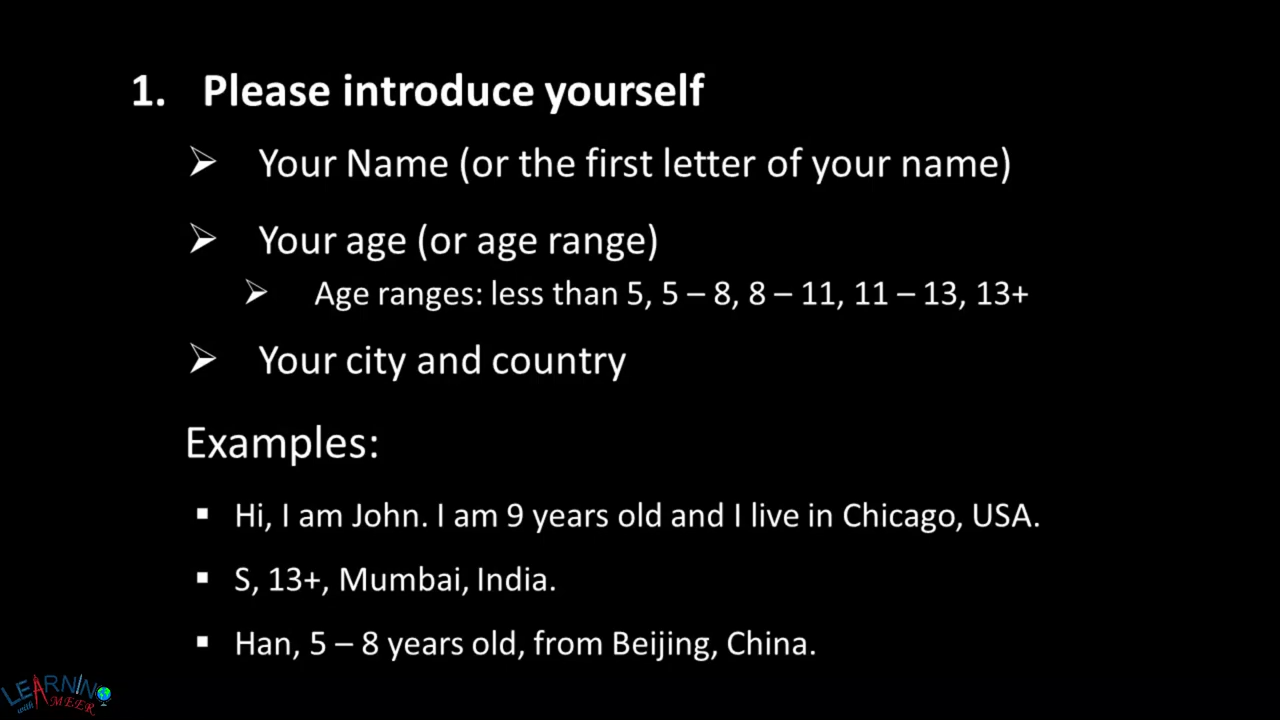 1. Please introduce yourself
➢ Your Name (or the first letter of your name)
➢ Your age (or age range)
➢ Age ranges: less than 5, 5 – 8, 8 – 11, 11 – 13, 13+
➢ Your city and country
Examples:
▪ Hi, I am John. I am 9 years old and I live in Chicago, USA.
▪ S, 13+, Mumbai, India.
▪ Han, 5 – 8 years old, from Beijing, China.
LEARNING
with MEER